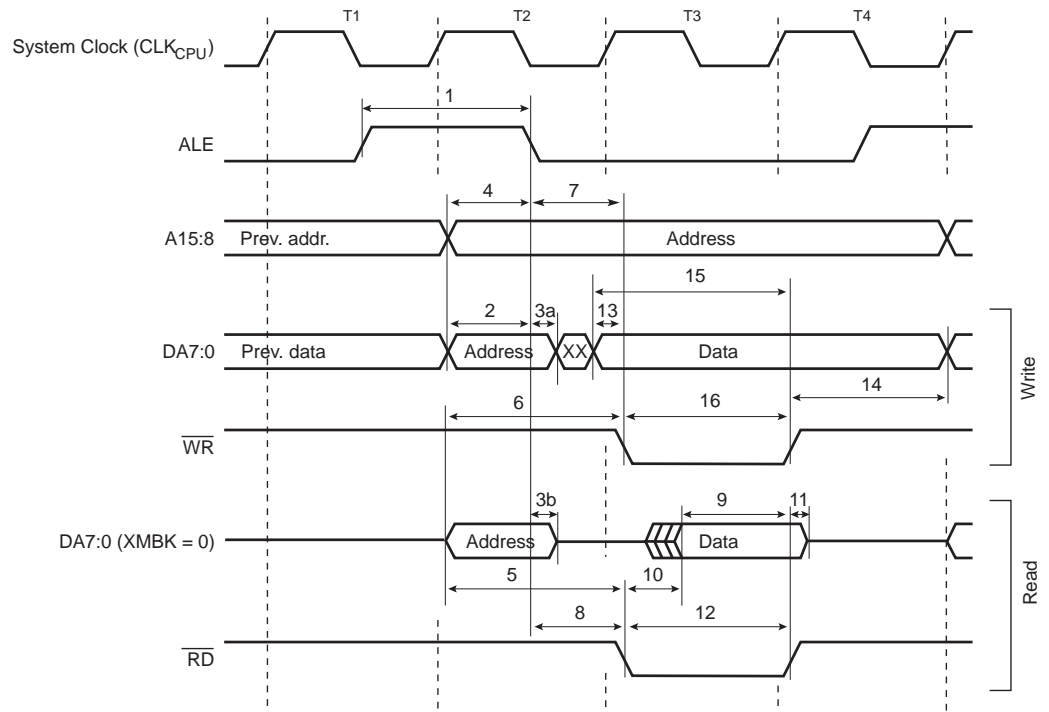 T1 T2 T3 T4
System Clock (CLKCPU)
1
ALE
4 7
A15:8 Prev. addr. Address
15
2 3a 13
DA7:0 Prev. data Address XX Data
14
Write
6 16
WR
3b 9 11
DA7:0 (XMBK = 0) Address Data
5 10
Read
8 12
RD